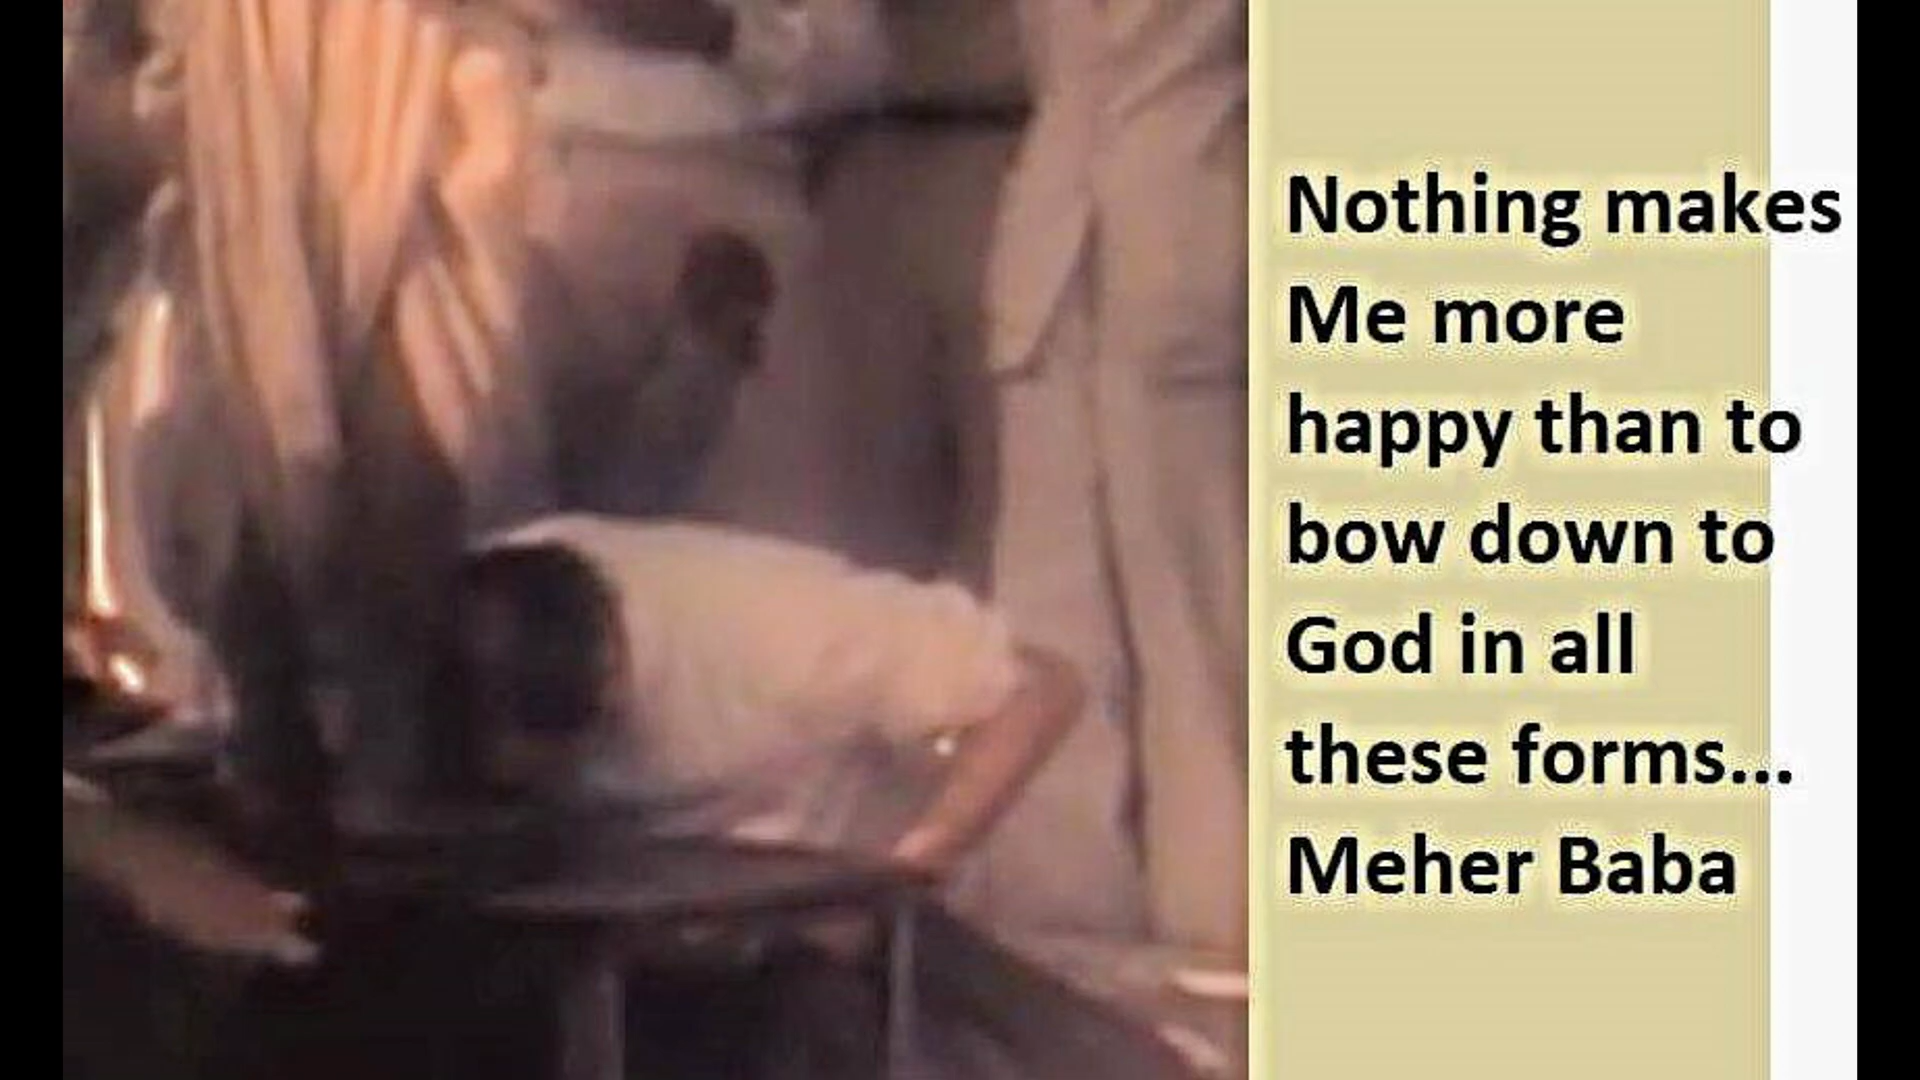 Nothing makes
Me more
happy than to
bow down to
God in all
these forms...
Meher Baba